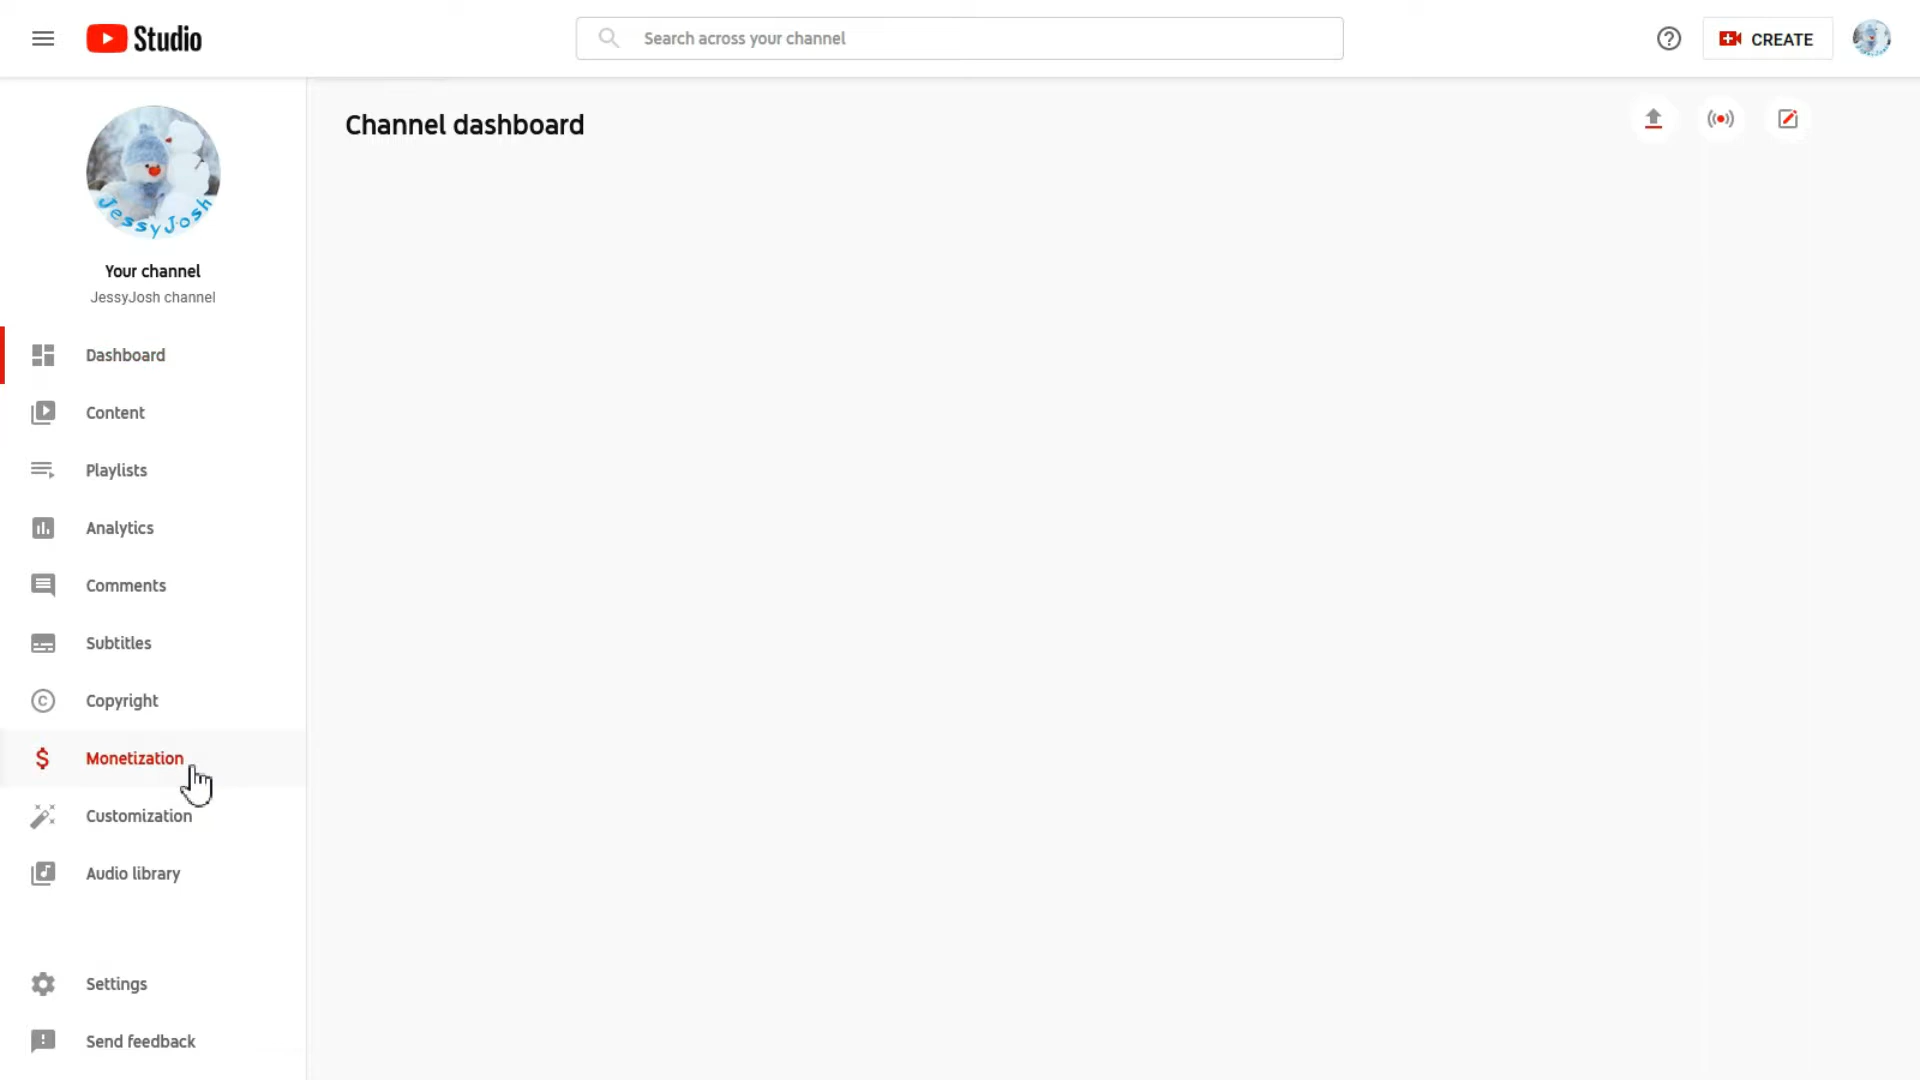 Studio
Search across your channel
CREATE
JessyJosh
Your channel
JessyJosh channel
Channel dashboard
Dashboard
Content
Playlists
Analytics
Comments
Subtitles
Copyright
Monetization
Customization
Audio library
Settings
Send feedback